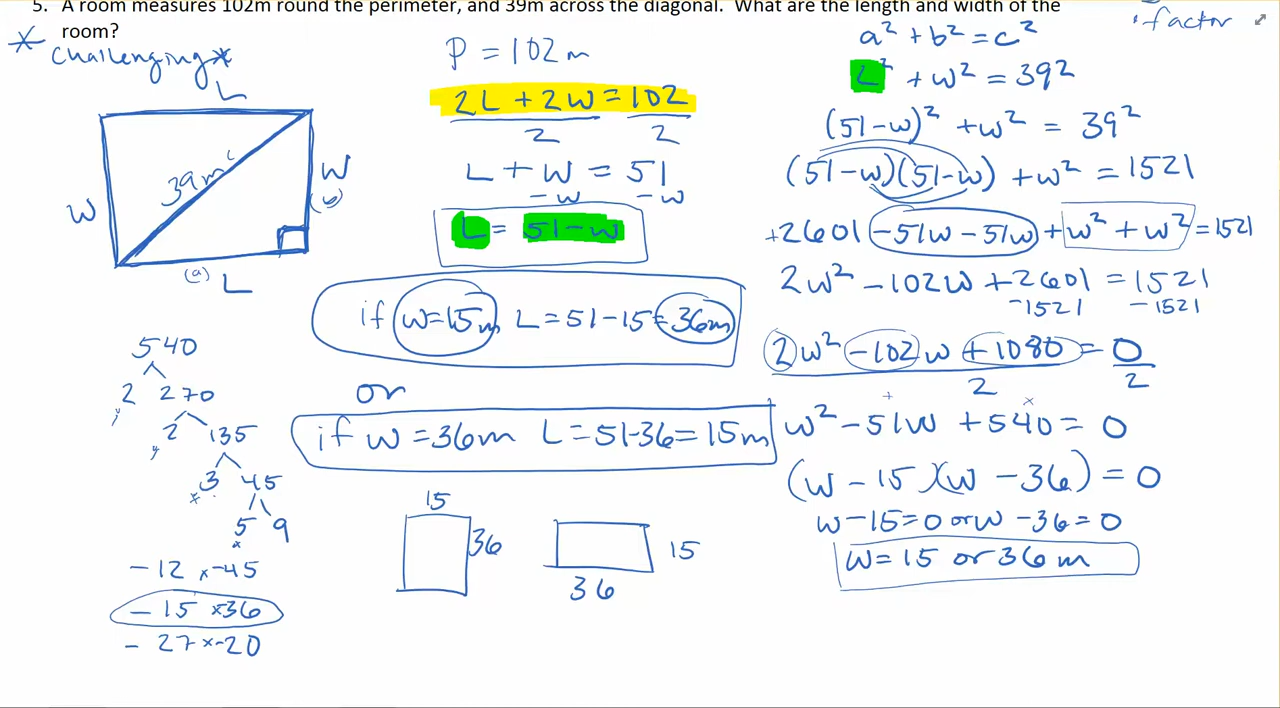 5. A room measures 102m round the perimeter, and 39m across the diagonal. What are the length and width of the
room?
* Challenging *
L
W
39m
c
W
(b)
(a) L
P = 102m
2L + 2W = 102
2 2
L + W = 51
-W -W
L = 51-W
if W=15m L=51-15=36m
or
if W=36m L=51-36=15m
15
36
15
36
540
2 270
2 135
3 45
5 9
-12 x -45
-15 x 36
-27 x -20
: factor
a² + b² = c²
L² + w² = 39²
(51-w)² + w² = 39²
(51-w)(51-w) + w² = 1521
+2601 -51w -51w + w² + w² = 1521
2w² -102w +2601 = 1521
-1521 -1521
2w² -102w +1080 = 0
2 2
+ x
w² -51w +540 = 0
(w - 15)(w - 36) = 0
w-15=0 or w-36=0
w=15 or 36m